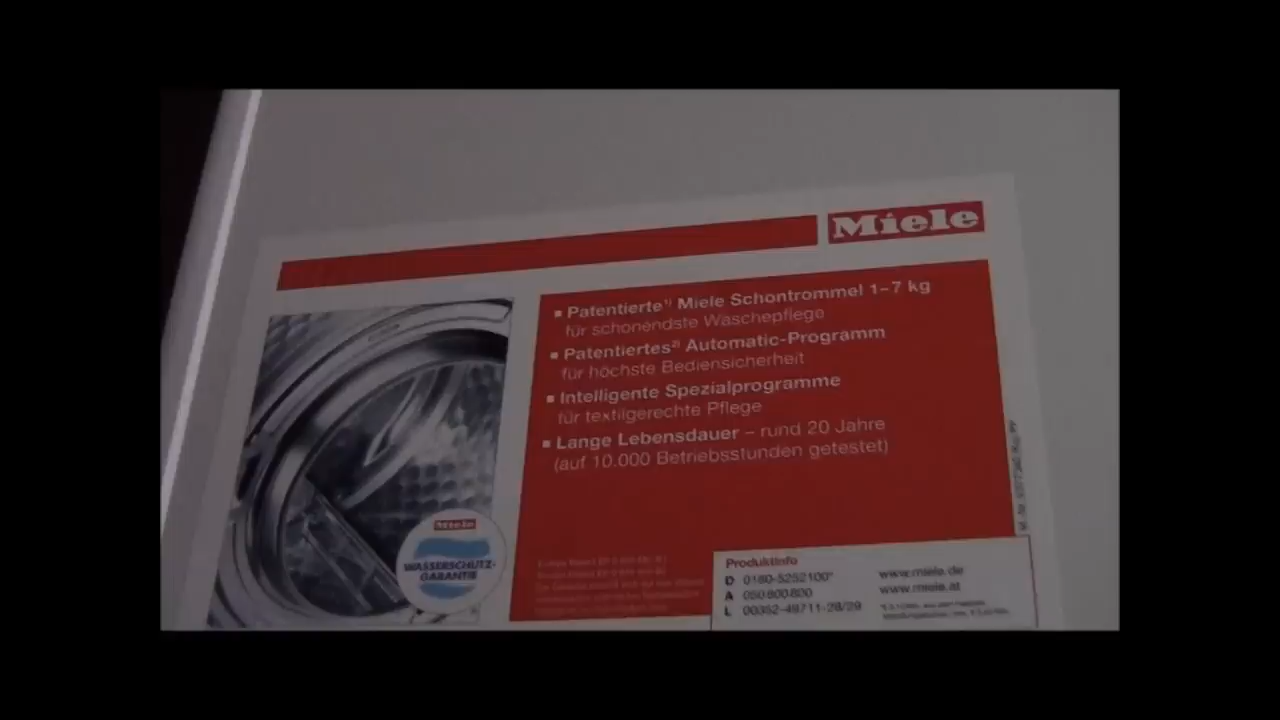 Miele
Patentierte¹⁾ Miele Schontrommel 1–7 kg
für schonendste Wäschepflege
Patentiertes²⁾ Automatic-Programm
für höchste Bediensicherheit
Intelligente Spezialprogramme
für textilgerechte Pflege
Lange Lebensdauer – rund 20 Jahre
(auf 10.000 Betriebsstunden getestet)
Miele
WASSERSCHUTZ-
GARANTIE
Produktinfo
D 0180-5252100*
A 050 800 800
L 00352-49711-28/29
www.miele.de
www.miele.at